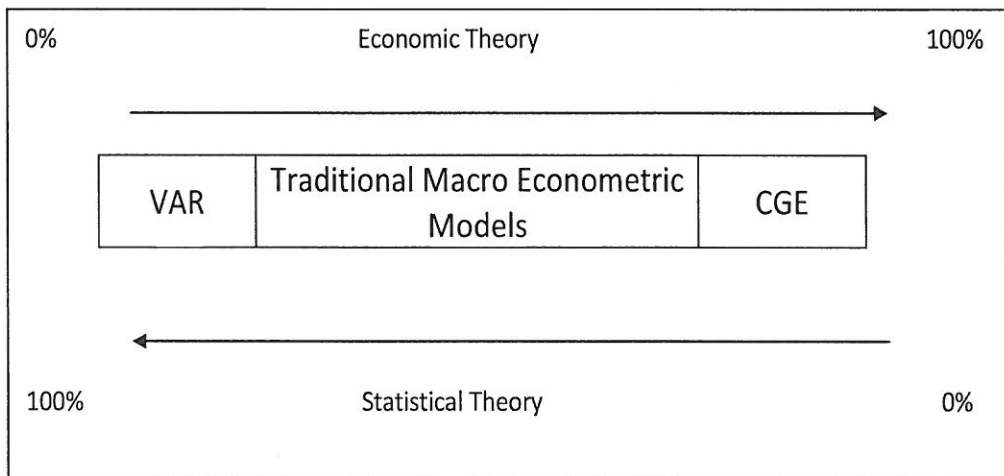 0% Economic Theory 100%
VAR Traditional Macro Econometric Models CGE
100% Statistical Theory 0%